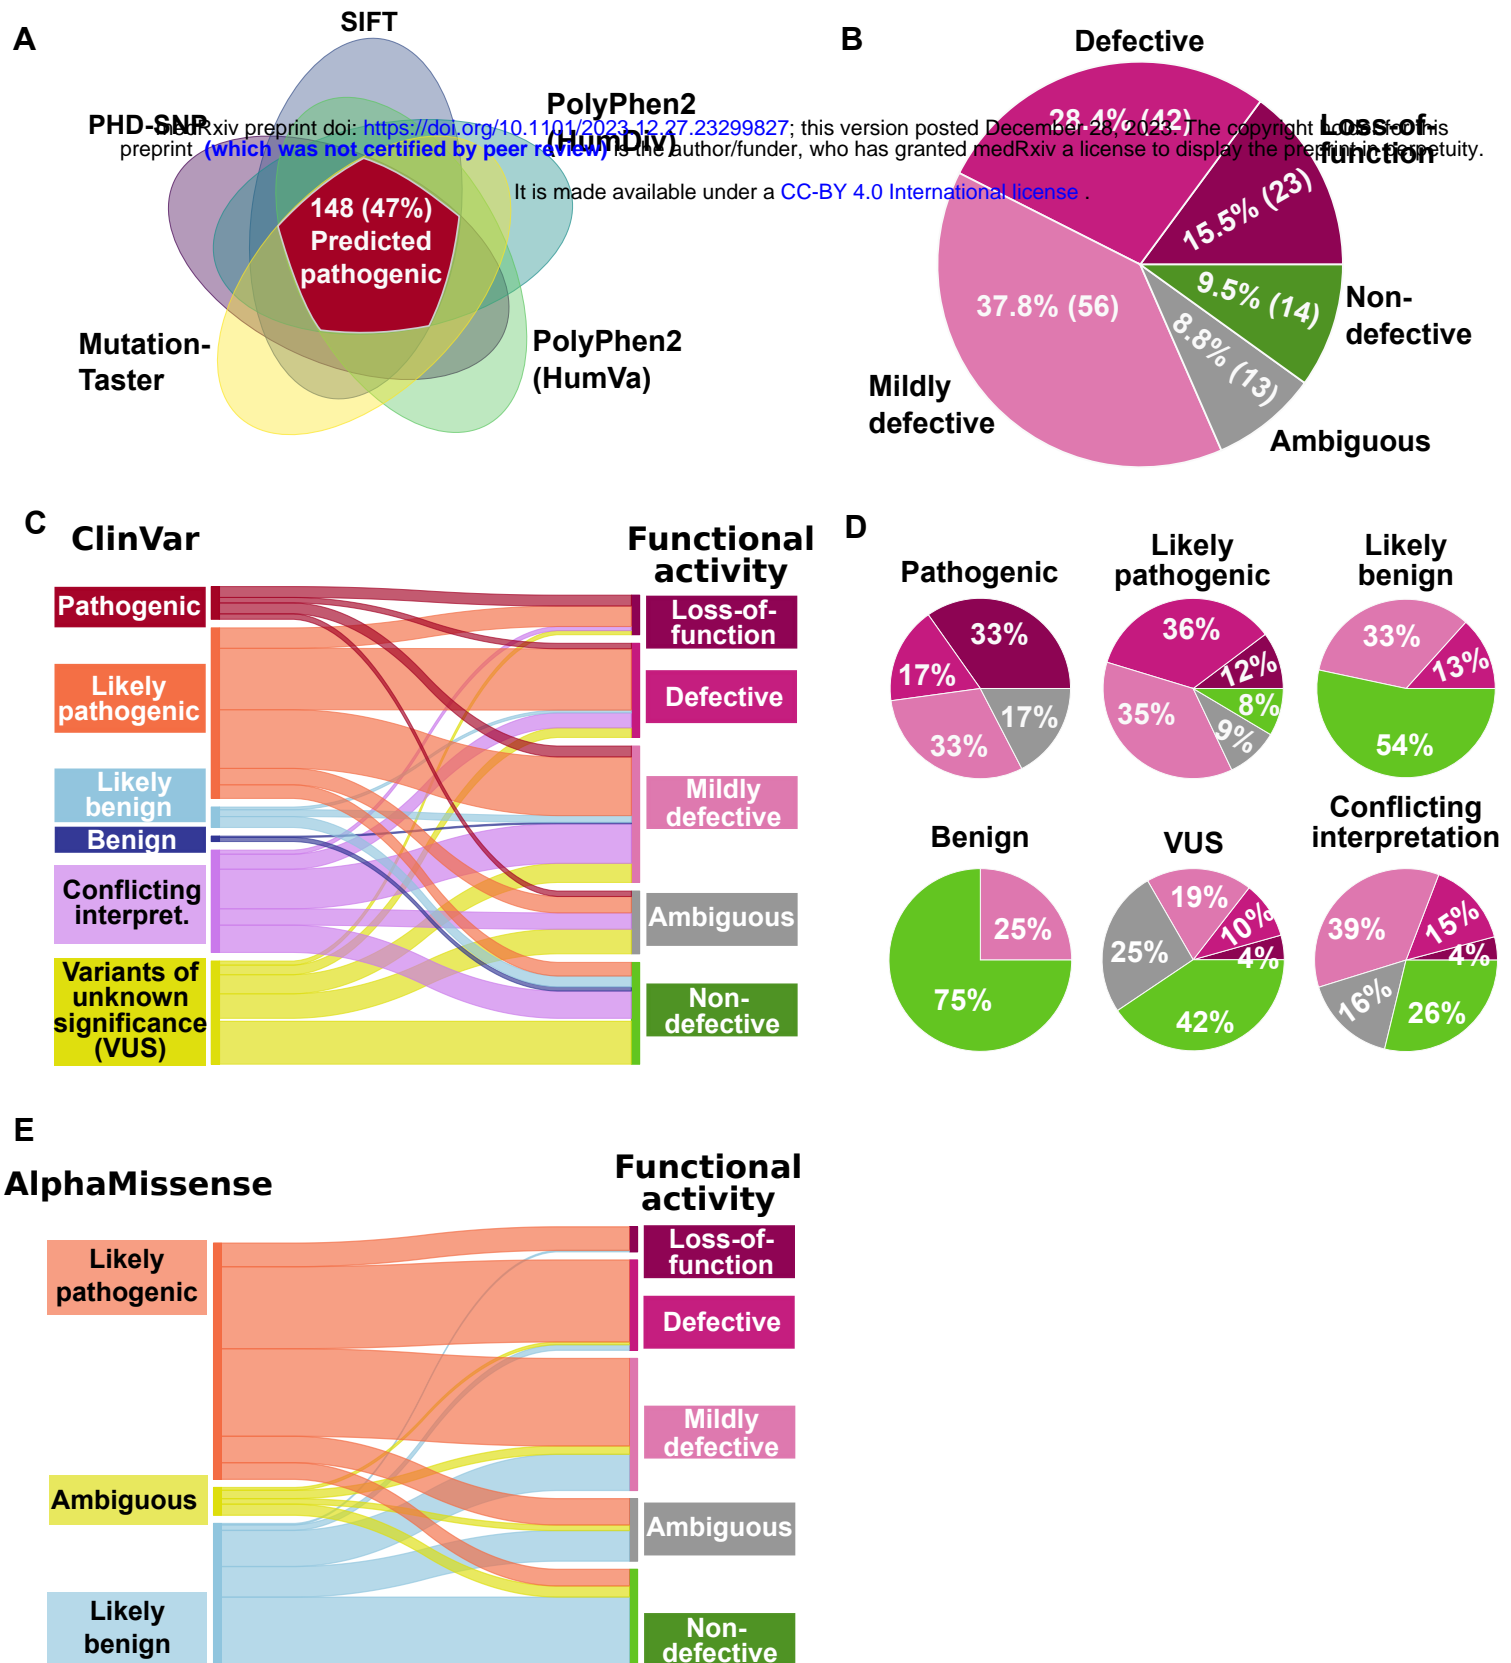 A
SIFT
PHD-SNP
PolyPhen2
(HumDiv)
148 (47%)
Predicted
pathogenic
Mutation-
Taster
PolyPhen2
(HumVa)
medRxiv preprint doi: https://doi.org/10.1101/2023.12.27.23299827; this version posted December 28, 2023. The copyright holder for this
preprint (which was not certified by peer review) is the author/funder, who has granted medRxiv a license to display the preprint in perpetuity.
It is made available under a CC-BY 4.0 International license .
B
Defective
28.4% (42)
Loss-of-
function
15.5% (23)
9.5% (14)
Non-
defective
37.8% (56)
8.8% (13)
Mildly
defective
Ambiguous
C
ClinVar
Functional
activity
Pathogenic
Likely
pathogenic
Likely
benign
Benign
Conflicting
interpret.
Variants of
unknown
significance
(VUS)
Loss-of-
function
Defective
Mildly
defective
Ambiguous
Non-
defective
D
Pathogenic
33%
17%
17%
33%
Likely
pathogenic
36%
12%
8%
35%
9%
Likely
benign
33%
13%
54%
Benign
25%
75%
VUS
19%
10%
4%
25%
42%
Conflicting
interpretation
39%
15%
4%
16%
26%
E
AlphaMissense
Functional
activity
Likely
pathogenic
Ambiguous
Likely
benign
Loss-of-
function
Defective
Mildly
defective
Ambiguous
Non-
defective